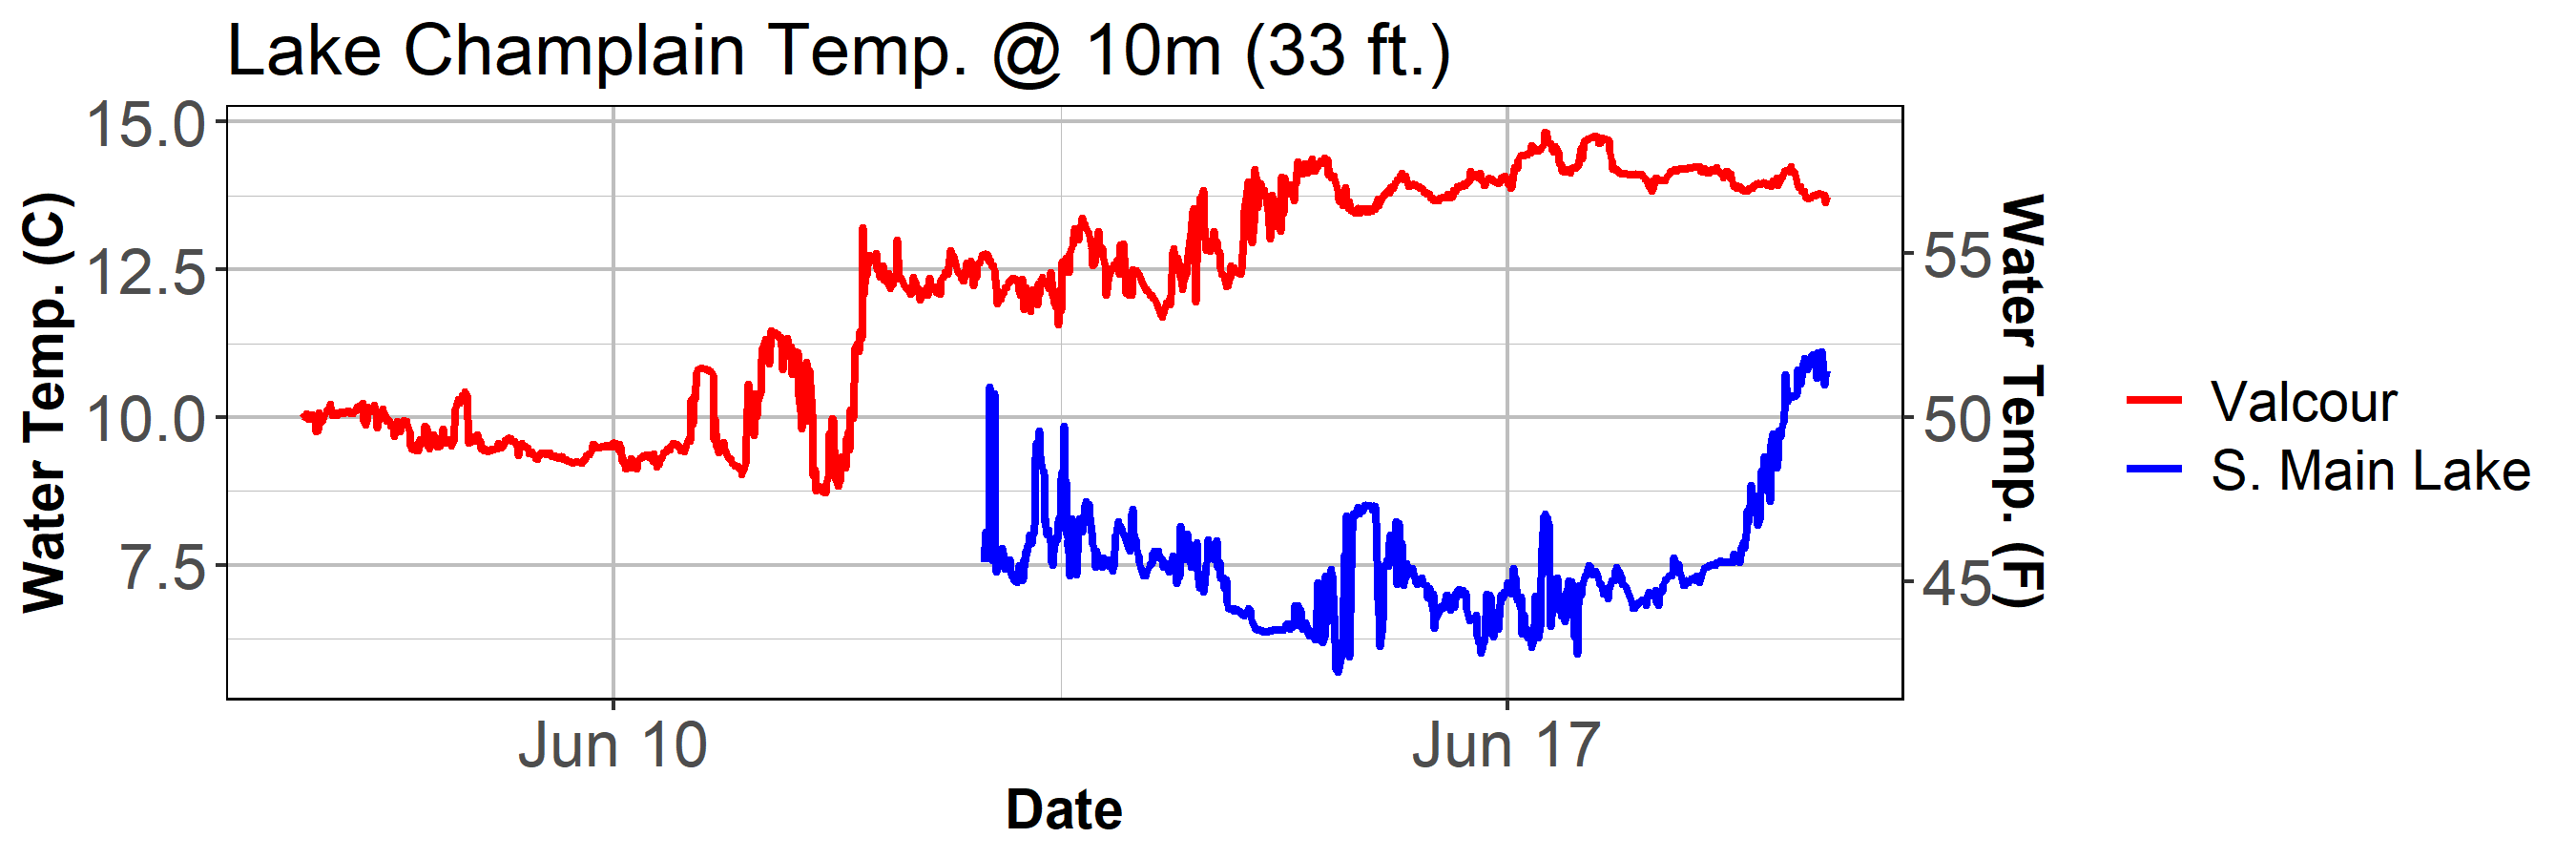 Lake Champlain Temp. @ 10m (33 ft.)
Water Temp. (C)
15.0
12.5
10.0
7.5
Jun 10
Jun 17
Date
55
50
45
Water Temp. (F)
Valcour
S. Main Lake